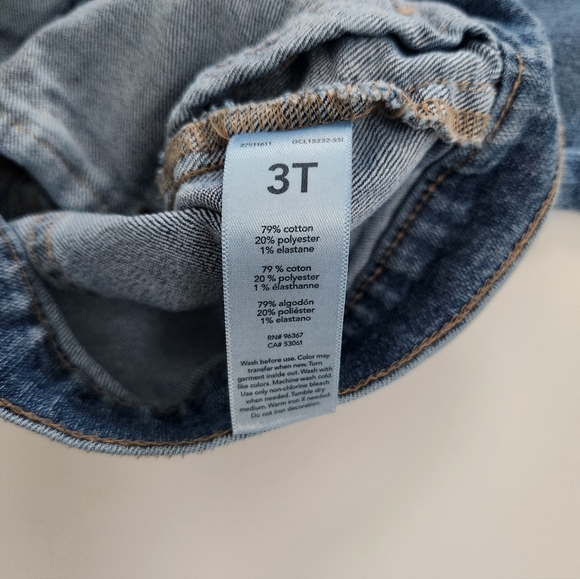 3T
79% cotton
20% polyester
1% elastane
79 % coton
20 % polyester
1 % élasthanne
79% algodón
20% poliéster
1% elastano
RN# 96367
CA# 53061
Wash before use. Color may
transfer when new. Turn
garment inside out. Wash with
like colors. Machine wash cold.
Use only non-chlorine bleach
when needed. Tumble dry
medium. Warm iron if needed.
Do not iron decoration.